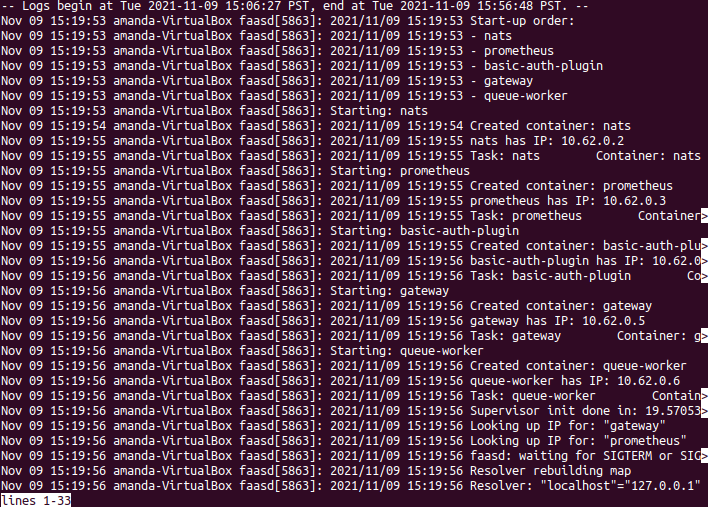 -- Logs begin at Tue 2021-11-09 15:06:27 PST, end at Tue 2021-11-09 15:56:48 PST. --
Nov 09 15:19:53 amanda-VirtualBox faasd[5863]: 2021/11/09 15:19:53 Start-up order:
Nov 09 15:19:53 amanda-VirtualBox faasd[5863]: 2021/11/09 15:19:53 - nats
Nov 09 15:19:53 amanda-VirtualBox faasd[5863]: 2021/11/09 15:19:53 - prometheus
Nov 09 15:19:53 amanda-VirtualBox faasd[5863]: 2021/11/09 15:19:53 - basic-auth-plugin
Nov 09 15:19:53 amanda-VirtualBox faasd[5863]: 2021/11/09 15:19:53 - gateway
Nov 09 15:19:53 amanda-VirtualBox faasd[5863]: 2021/11/09 15:19:53 - queue-worker
Nov 09 15:19:53 amanda-VirtualBox faasd[5863]: Starting: nats
Nov 09 15:19:54 amanda-VirtualBox faasd[5863]: 2021/11/09 15:19:54 Created container: nats
Nov 09 15:19:55 amanda-VirtualBox faasd[5863]: 2021/11/09 15:19:55 nats has IP: 10.62.0.2
Nov 09 15:19:55 amanda-VirtualBox faasd[5863]: 2021/11/09 15:19:55 Task: nats        Container: nats
Nov 09 15:19:55 amanda-VirtualBox faasd[5863]: Starting: prometheus
Nov 09 15:19:55 amanda-VirtualBox faasd[5863]: 2021/11/09 15:19:55 Created container: prometheus
Nov 09 15:19:55 amanda-VirtualBox faasd[5863]: 2021/11/09 15:19:55 prometheus has IP: 10.62.0.3
Nov 09 15:19:55 amanda-VirtualBox faasd[5863]: 2021/11/09 15:19:55 Task: prometheus        Container>
Nov 09 15:19:55 amanda-VirtualBox faasd[5863]: Starting: basic-auth-plugin
Nov 09 15:19:55 amanda-VirtualBox faasd[5863]: 2021/11/09 15:19:55 Created container: basic-auth-plu>
Nov 09 15:19:56 amanda-VirtualBox faasd[5863]: 2021/11/09 15:19:56 basic-auth-plugin has IP: 10.62.0>
Nov 09 15:19:56 amanda-VirtualBox faasd[5863]: 2021/11/09 15:19:56 Task: basic-auth-plugin        Co>
Nov 09 15:19:56 amanda-VirtualBox faasd[5863]: Starting: gateway
Nov 09 15:19:56 amanda-VirtualBox faasd[5863]: 2021/11/09 15:19:56 Created container: gateway
Nov 09 15:19:56 amanda-VirtualBox faasd[5863]: 2021/11/09 15:19:56 gateway has IP: 10.62.0.5
Nov 09 15:19:56 amanda-VirtualBox faasd[5863]: 2021/11/09 15:19:56 Task: gateway        Container: g>
Nov 09 15:19:56 amanda-VirtualBox faasd[5863]: Starting: queue-worker
Nov 09 15:19:56 amanda-VirtualBox faasd[5863]: 2021/11/09 15:19:56 Created container: queue-worker
Nov 09 15:19:56 amanda-VirtualBox faasd[5863]: 2021/11/09 15:19:56 queue-worker has IP: 10.62.0.6
Nov 09 15:19:56 amanda-VirtualBox faasd[5863]: 2021/11/09 15:19:56 Task: queue-worker        Contain>
Nov 09 15:19:56 amanda-VirtualBox faasd[5863]: 2021/11/09 15:19:56 Supervisor init done in: 19.57053>
Nov 09 15:19:56 amanda-VirtualBox faasd[5863]: 2021/11/09 15:19:56 Looking up IP for: "gateway"
Nov 09 15:19:56 amanda-VirtualBox faasd[5863]: 2021/11/09 15:19:56 Looking up IP for: "prometheus"
Nov 09 15:19:56 amanda-VirtualBox faasd[5863]: 2021/11/09 15:19:56 faasd: waiting for SIGTERM or SIG>
Nov 09 15:19:56 amanda-VirtualBox faasd[5863]: 2021/11/09 15:19:56 Resolver rebuilding map
Nov 09 15:19:56 amanda-VirtualBox faasd[5863]: 2021/11/09 15:19:56 Resolver: "localhost"="127.0.0.1"
lines 1-33